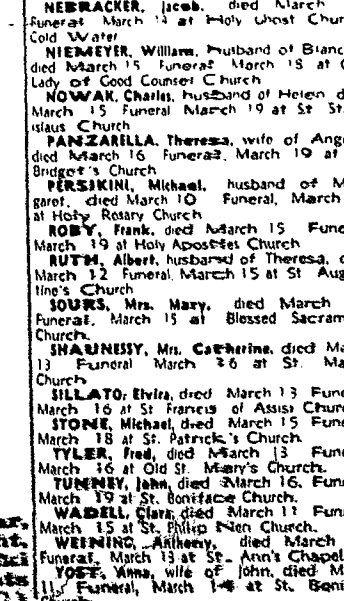 NEBRACKER, Jacob, died March
Funeral March 14 at Holy Ghost Chur
Cold Water
NIEMEYER, William, husband of Blanc
died March 15 Funeral March 18 at
Lady of Good Counsel Church
NOWAK, Charles, husband of Helen d
March 15 Funeral March 19 at St St
islaus Church
PANZARELLA, Theresa, wife of Ang
died March 16 Funeral, March 19 at
Bridget's Church
PERSIKINI, Michael, husband of M
garet, died March 10 Funeral, March
at Holy Rosary Church
ROBY, Frank, died March 15 Fune
March 19 at Holy Apostles Church
RUTH, Albert, husband of Theresa, d
March 12 Funeral, March 15 at St Aug
tine's Church
SOURS, Mrs. Mary, died March
Funeral, March 15 at Blessed Sacram
Church.
SHAUNESSY, Mrs. Catherine, died Ma
13 Funeral March 16 at St. Ma
Church
SILLATO, Elvira, died March 13 Fune
March 16 at St Francis of Assisi Chur
STONE, Michael, died March 15 Fune
March 18 at St. Patrick's Church
TYLER, Fred, died March 13 Fune
March 16 at Old St. Mary's Church.
TUNNEY, John, died March 16, Fun
March 19 at St. Boniface Church.
WADELL, Clara, died March 11 Fun
March 15 at St. Philip Neri Church.
WEINING, Anthony, died March
Funeral, March 13 at St. Ann's Chapel
YOST, Anna, wife of John, died M
11, Funeral, March 14 at St. Boni
Church